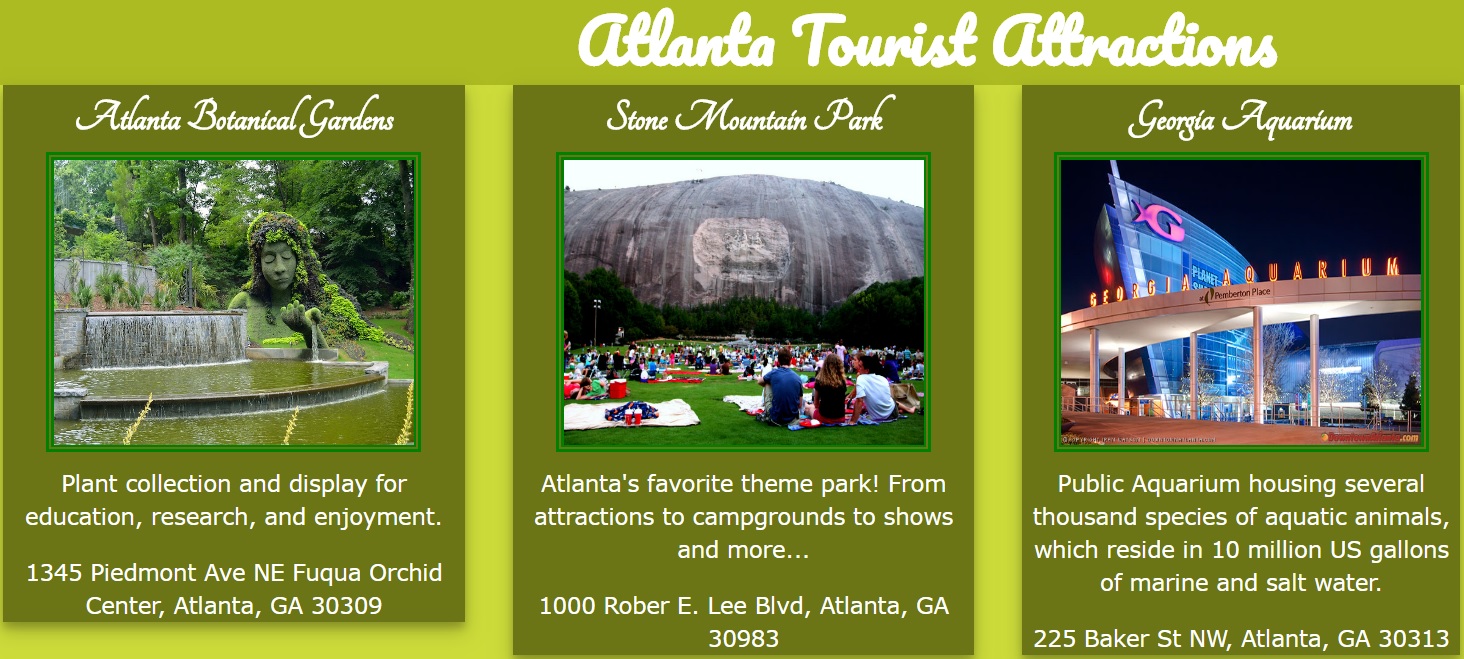 Atlanta Tourist Attractions
Atlanta Botanical Gardens
Plant collection and display for
education, research, and enjoyment.
1345 Piedmont Ave NE Fuqua Orchid
Center, Atlanta, GA 30309
Stone Mountain Park
Atlanta's favorite theme park! From
attractions to campgrounds to shows
and more...
1000 Rober E. Lee Blvd, Atlanta, GA
30983
Georgia Aquarium
G
PLANET
GEORGIA AQUARIUM
at Pemberton Place
Public Aquarium housing several
thousand species of aquatic animals,
which reside in 10 million US gallons
of marine and salt water.
225 Baker St NW, Atlanta, GA 30313